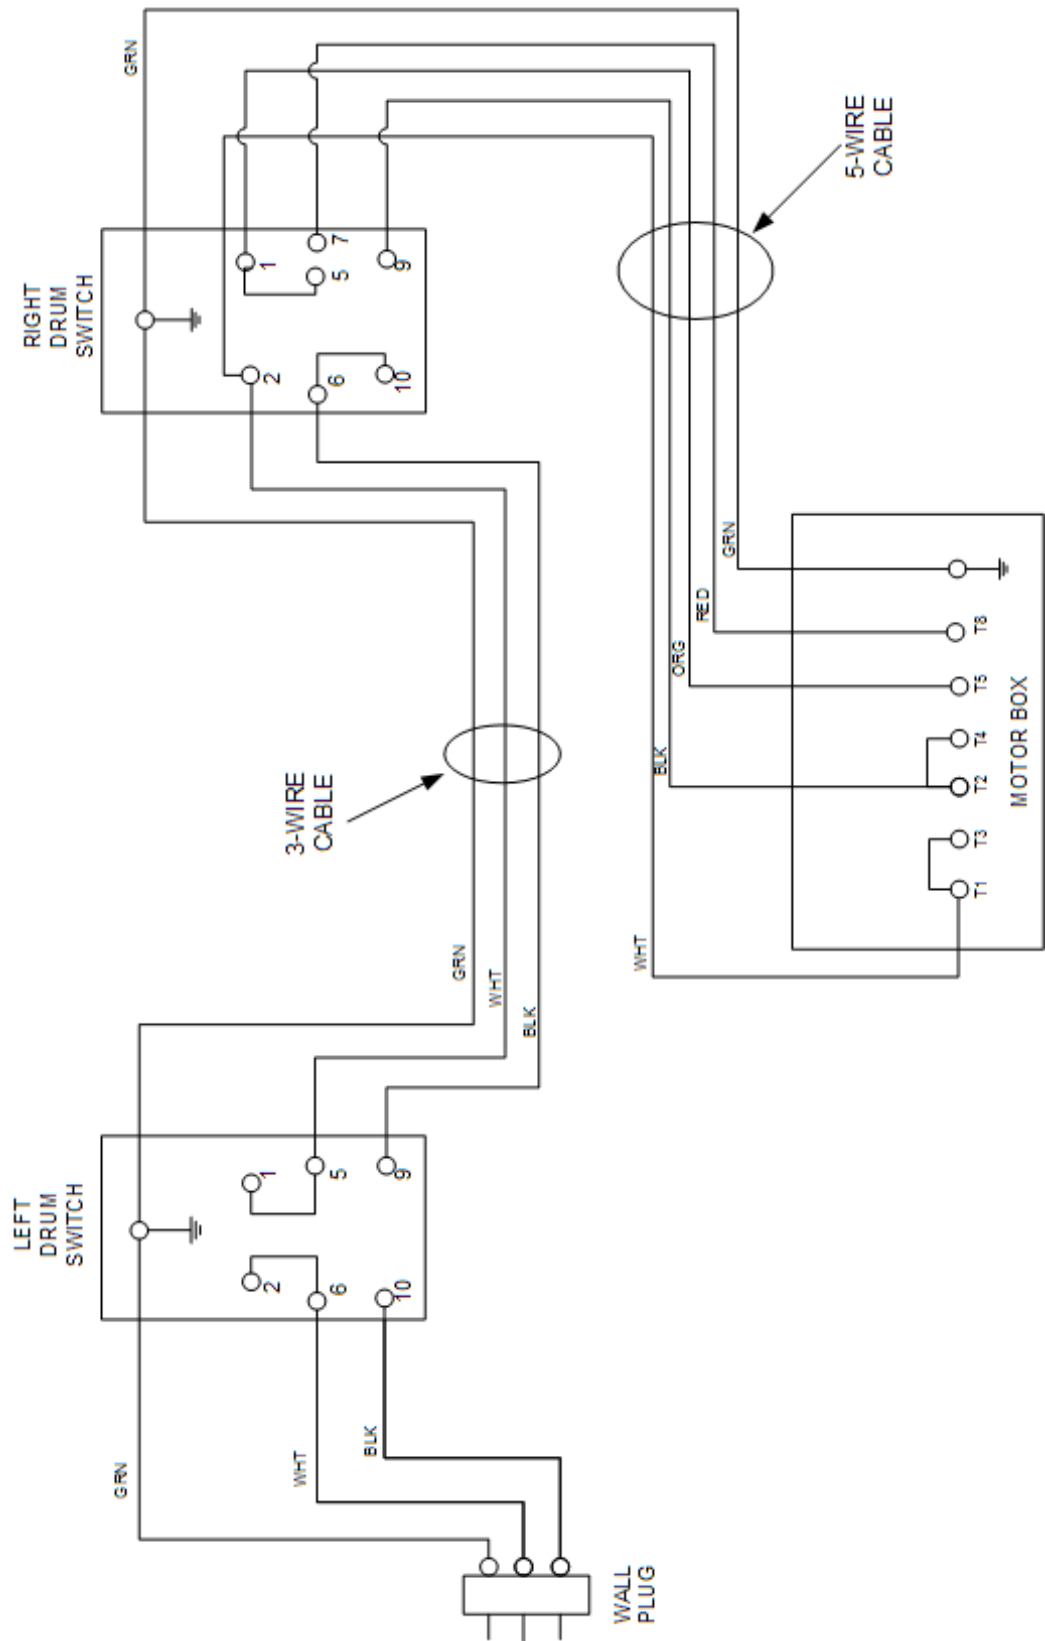 LEFT
DRUM
SWITCH
RIGHT
DRUM
SWITCH
GRN
GRN
2
1
2
1
6
5
6
5
7
10
9
10
9
WHT
BLK
3-WIRE
CABLE
GRN
WHT
BLK
WALL
PLUG
5-WIRE
CABLE
WHT
BLK
ORG
RED
GRN
T1
T3
T2
T4
T5
T8
MOTOR BOX